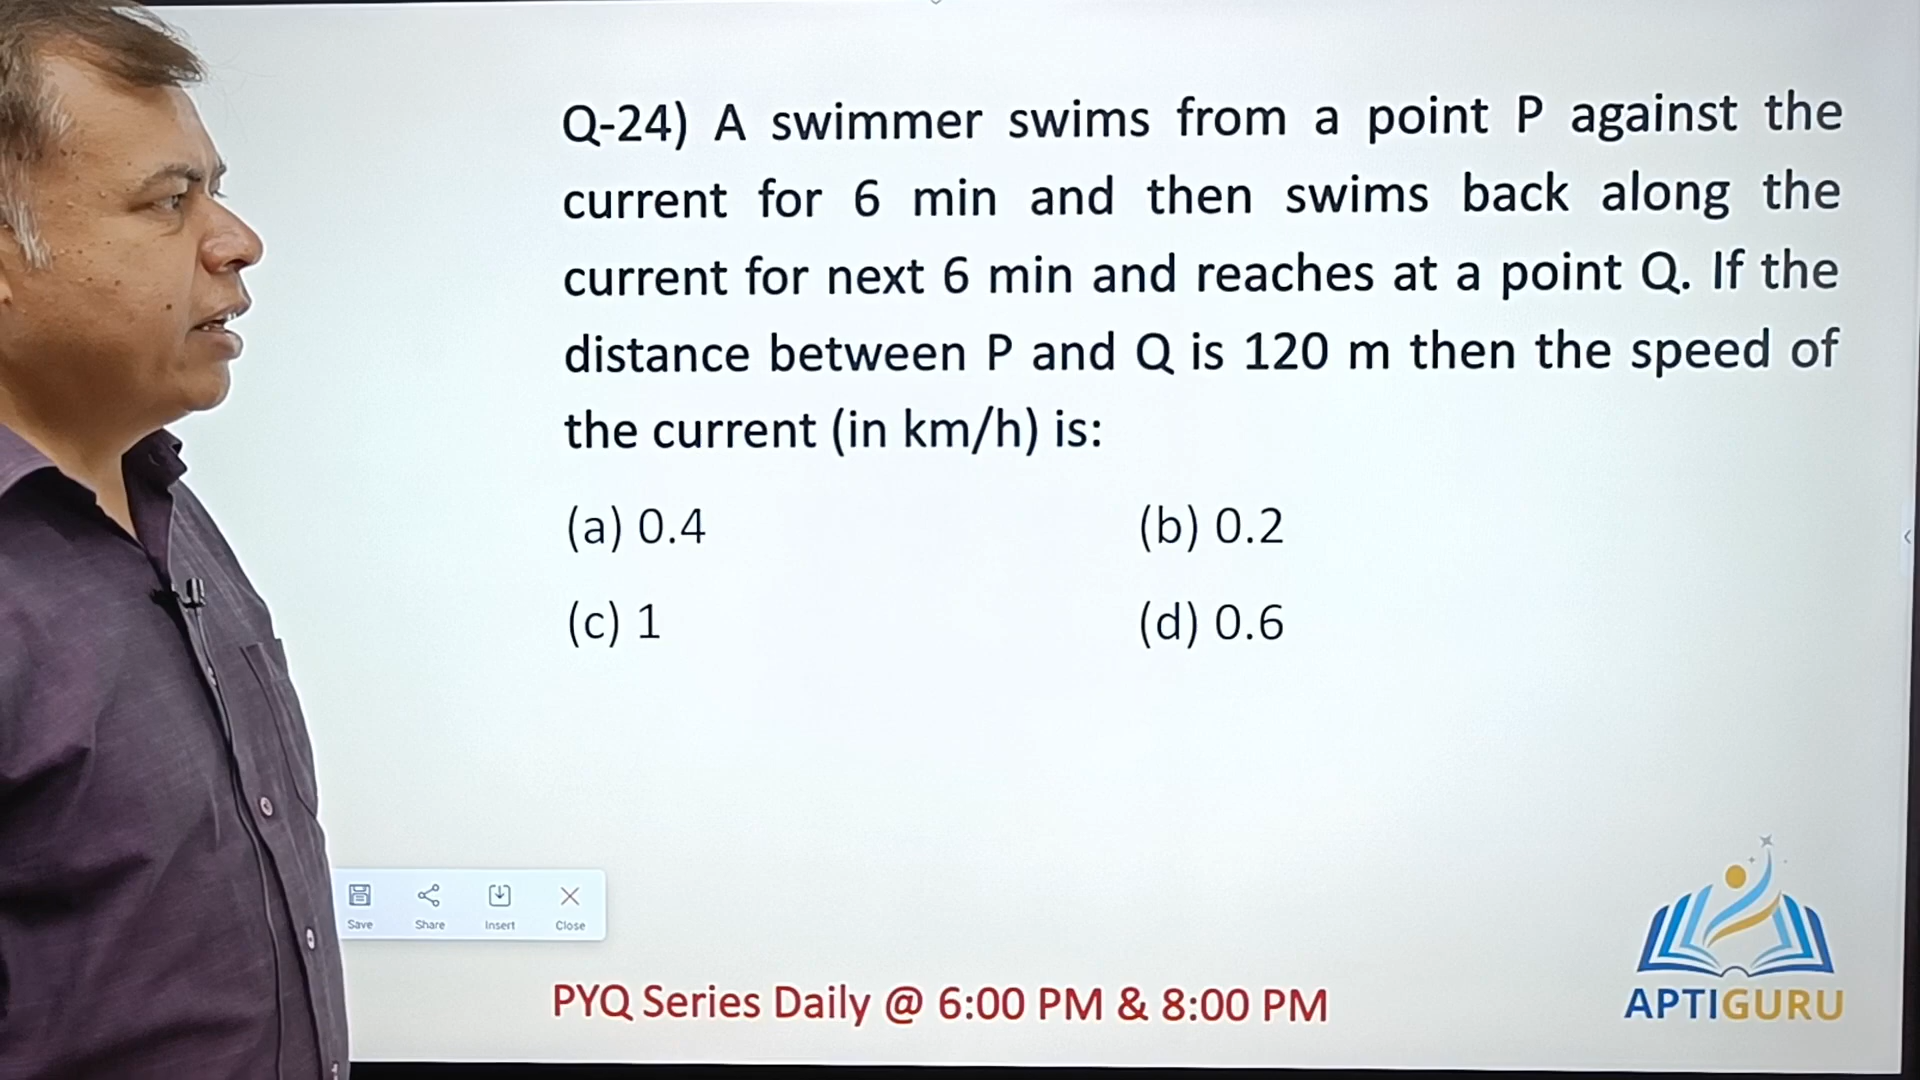 Q-24) A swimmer swims from a point P against the
current for 6 min and then swims back along the
current for next 6 min and reaches at a point Q. If the
distance between P and Q is 120 m then the speed of
the current (in km/h) is:
(a) 0.4 (b) 0.2
(c) 1 (d) 0.6
Save Share Insert Close
PYQ Series Daily @ 6:00 PM & 8:00 PM
APTIGURU